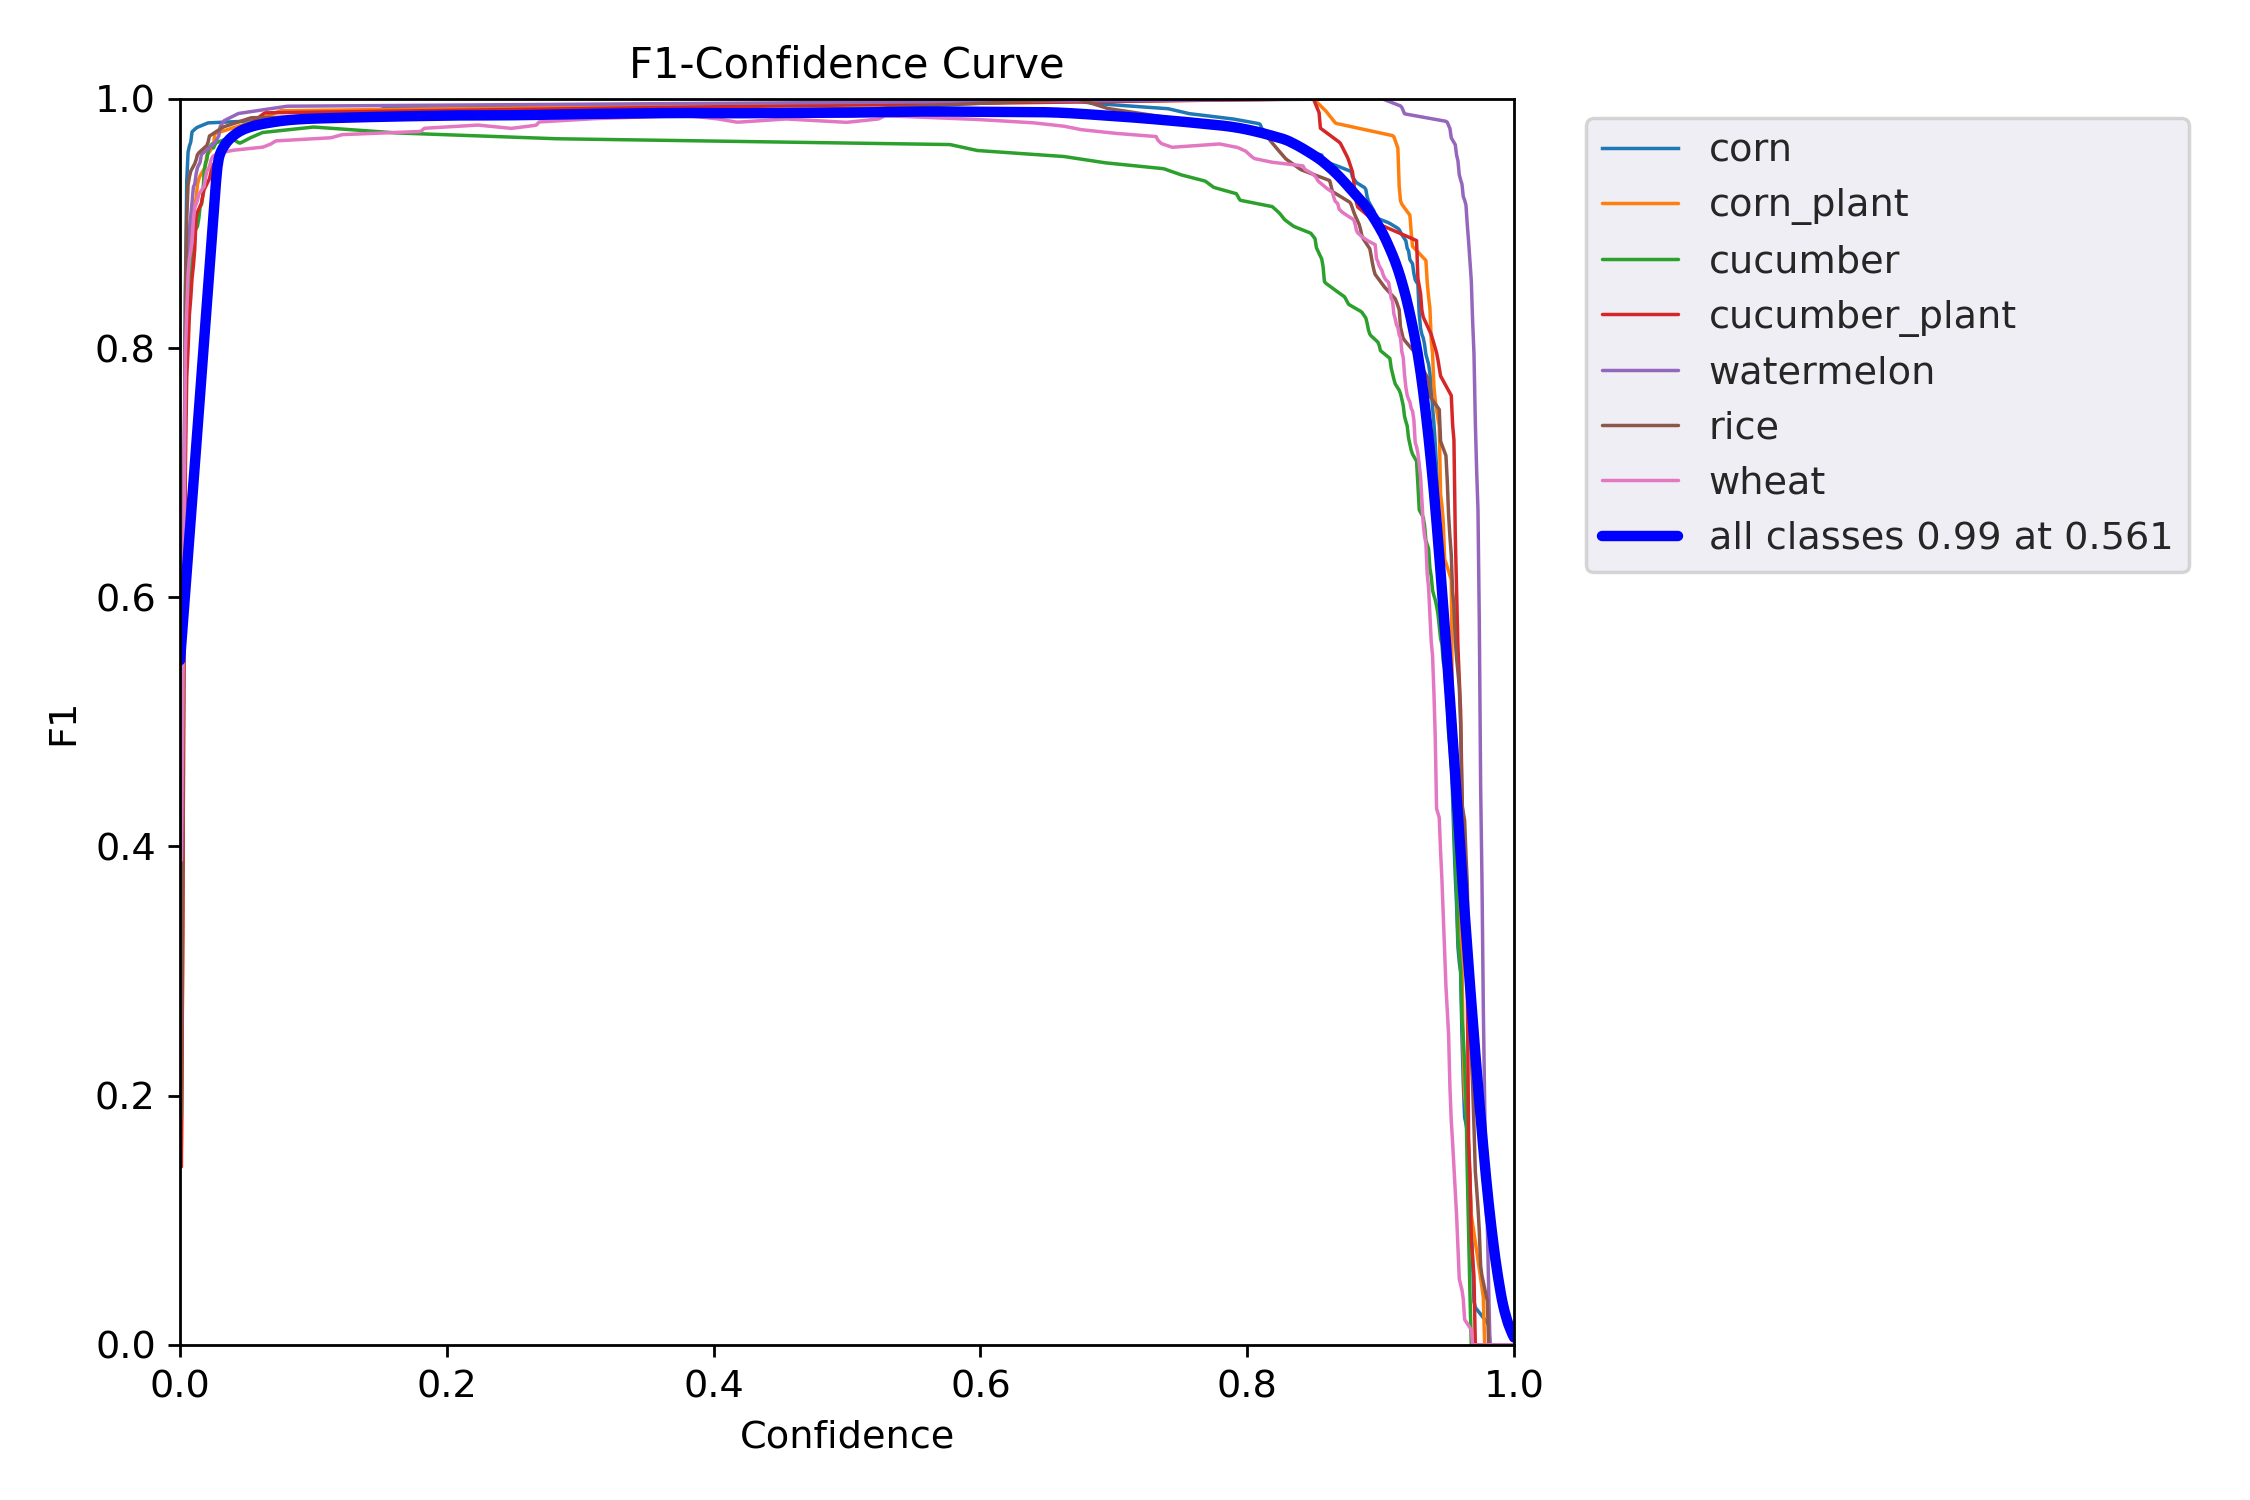 F1-Confidence Curve
1.0
0.8
0.6
0.4
0.2
0.0
F1
0.0 0.2 0.4 0.6 0.8 1.0
Confidence
corn
corn_plant
cucumber
cucumber_plant
watermelon
rice
wheat
all classes 0.99 at 0.561